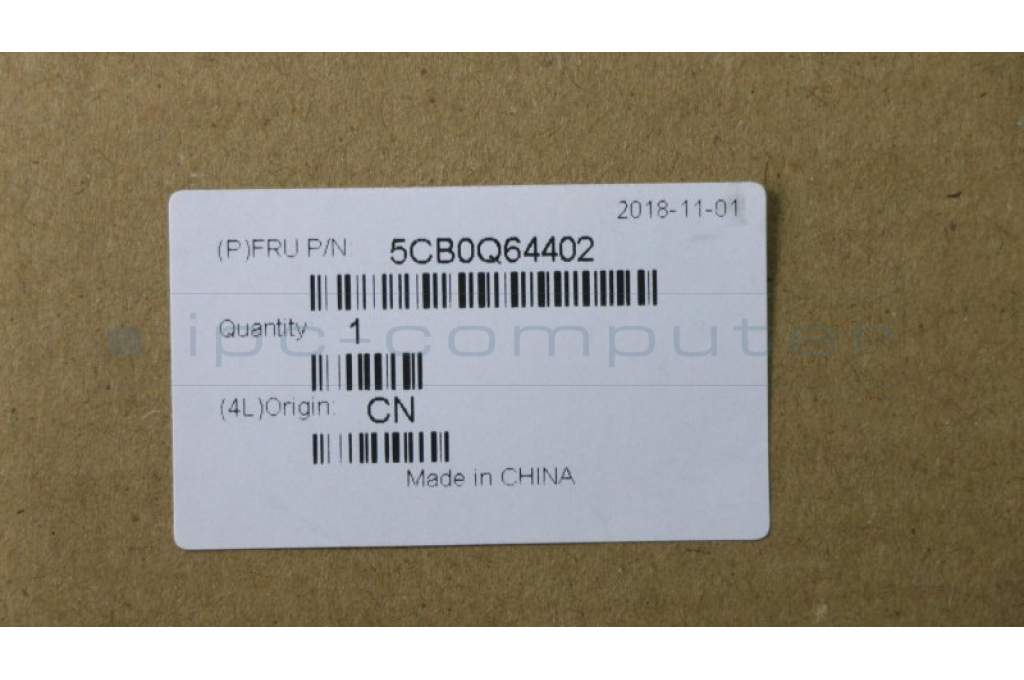 2018-11-01
(P)FRU P/N: 5CB0Q64402
Quantity 1
ipc-computer
(4L)Origin: CN
Made in CHINA